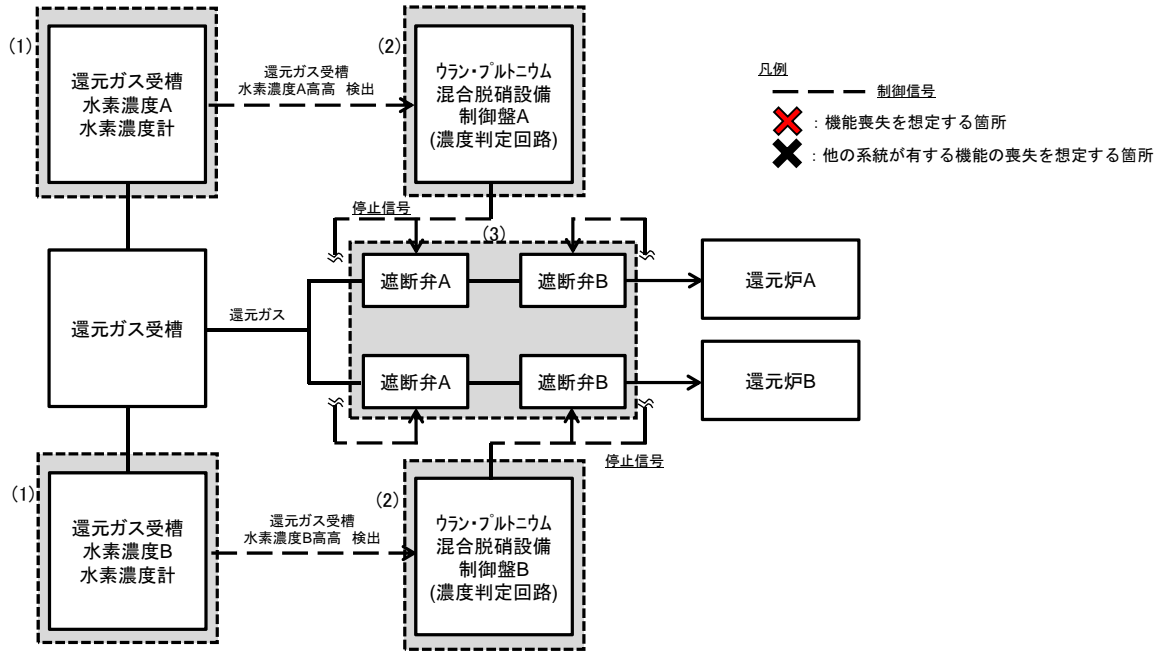 (1)
還元ガス受槽
水素濃度A
水素濃度計
還元ガス受槽
水素濃度A高高 検出
(2)
ウラン・プルトニウム
混合脱硝設備
制御盤A
(濃度判定回路)
凡例
制御信号
：機能喪失を想定する箇所
：他の系統が有する機能の喪失を想定する箇所
停止信号
(3)
遮断弁A
遮断弁B
還元炉A
還元ガス受槽
還元ガス
遮断弁A
遮断弁B
還元炉B
停止信号
(1)
還元ガス受槽
水素濃度B
水素濃度計
還元ガス受槽
水素濃度B高高 検出
(2)
ウラン・プルトニウム
混合脱硝設備
制御盤B
(濃度判定回路)